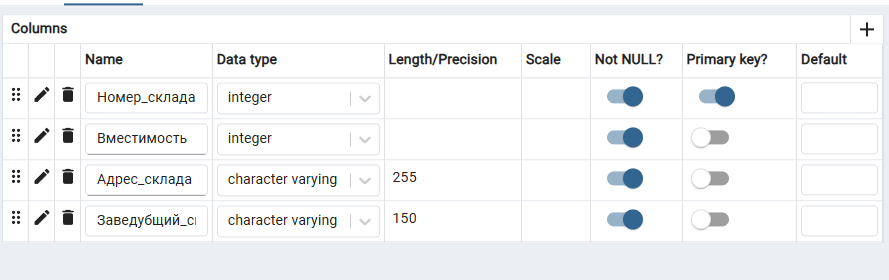 Columns
Name Data type Length/Precision Scale Not NULL? Primary key? Default
Номер_склада integer
Вместимость integer
Адрес_склада character varying 255
character varying 150